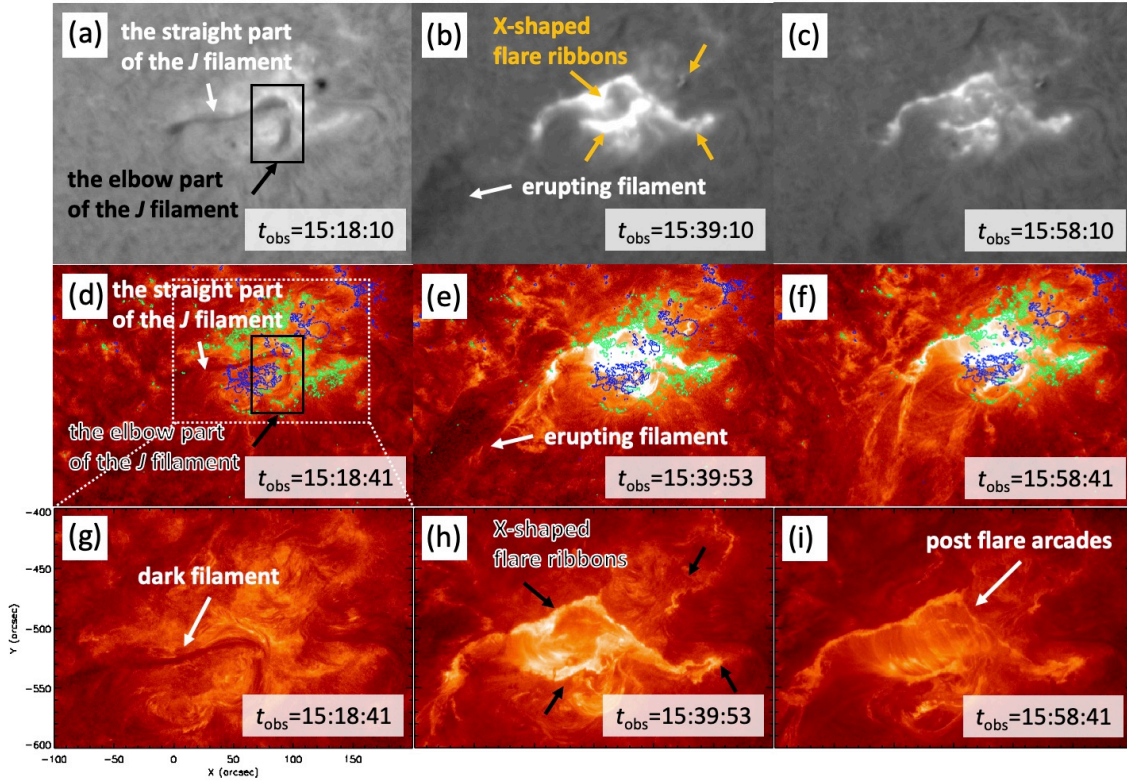 (a)
the straight part
of the J filament
the elbow part
of the J filament
tobs=15:18:10
(b)
X-shaped
flare ribbons
erupting filament
tobs=15:39:10
(c)
tobs=15:58:10
(d)
the straight part
of the J filament
the elbow part
of the J filament
tobs=15:18:41
(e)
erupting filament
tobs=15:39:53
(f)
tobs=15:58:41
(g)
dark filament
tobs=15:18:41
-400
-450
-500
-550
-600
Y (arcsec)
-100
-50
0
50
100
150
X (arcsec)
(h)
X-shaped
flare ribbons
tobs=15:39:53
(i)
post flare arcades
tobs=15:58:41